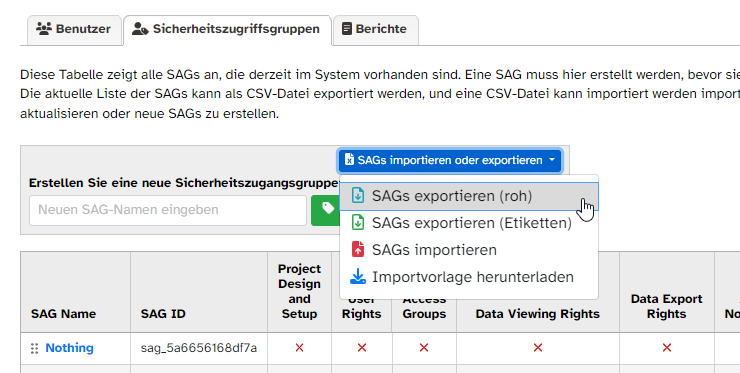 Benutzer
Sicherheitszugriffsgruppen
Berichte
Diese Tabelle zeigt alle SAGs an, die derzeit im System vorhanden sind. Eine SAG muss hier erstellt werden, bevor sie
Die aktuelle Liste der SAGs kann als CSV-Datei exportiert werden, und eine CSV-Datei kann importiert werden import
aktualisieren oder neue SAGs zu erstellen.
SAGs importieren oder exportieren
Erstellen Sie eine neue Sicherheitszugangsgruppe
Neuen SAG-Namen eingeben
SAGs exportieren (roh)
SAGs exportieren (Etiketten)
SAGs importieren
Importvorlage herunterladen
SAG Name
SAG ID
Project
Design
and
Setup
User
Rights
Access
Groups
Data Viewing Rights
Data Export
Rights
No
Nothing
sag_5a6656168df7a